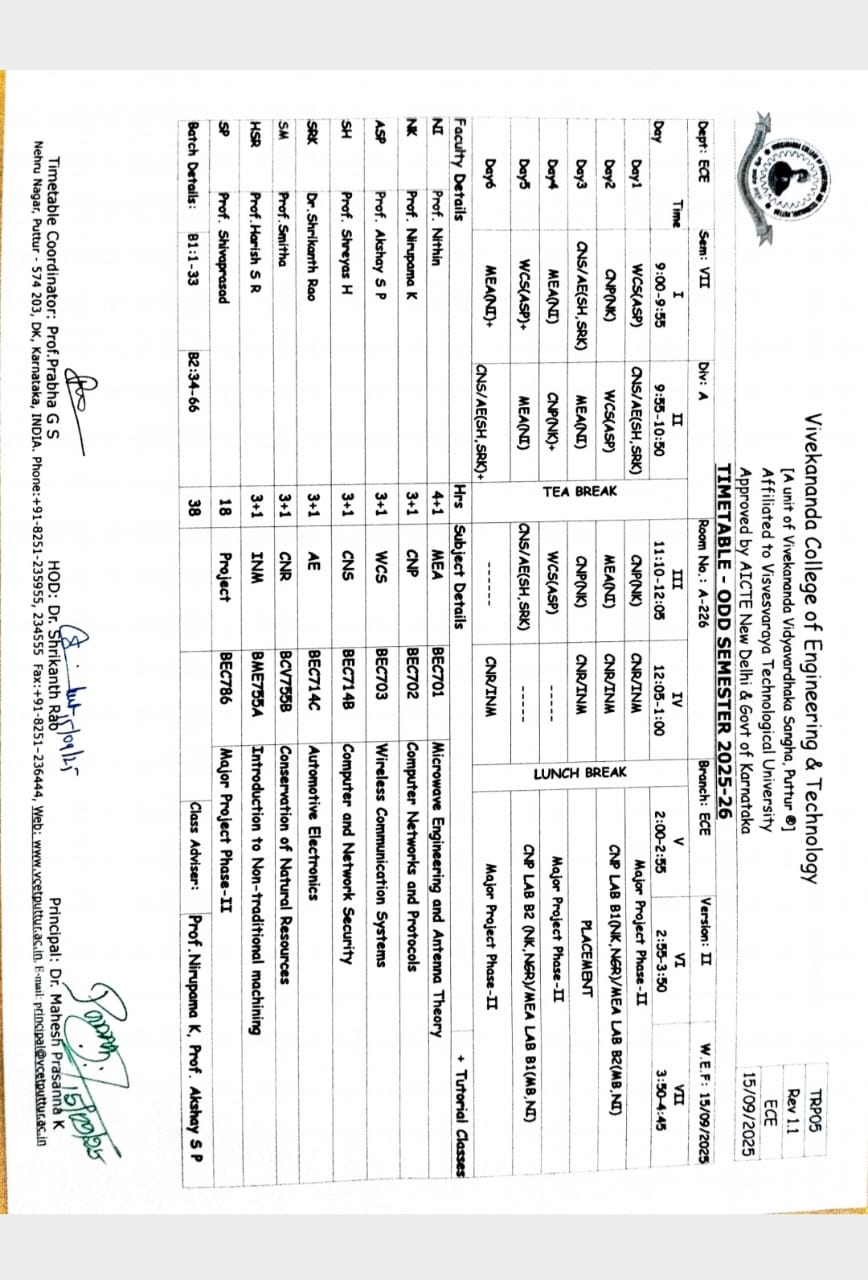 Vivekananda College of Engineering & Technology
[A unit of Vivekananda Vidyavardhaka Sangha, Puttur ®]
Affiliated to Visvesvaraya Technological University
Approved by AICTE New Delhi & Govt of Karnataka
TRP05
Rev 1.1
ECE
15/09/2025
TIMETABLE - ODD SEMESTER 2025-26
Dept: ECE Sem: VII Div: A Room No.: A-226 Branch: ECE Version: II W.E.F: 15/09/2025
Time I II III IV V VI VII
Day 9:00-9:55 9:55-10:50 11:10-12:05 12:05-1:00 2:00-2:55 2:55-3:50 3:50-4:45
TEA BREAK
LUNCH BREAK
Day1 WCS(ASP) CNS/AE(SH,SRK) CNP(NK) CNR/INM Major Project Phase-II
Day2 CNP(NK) WCS(ASP) MEA(NI) CNR/INM CNP LAB B1(NK,NGR)/MEA LAB B2(MB,NI)
Day3 CNS/AE(SH,SRK) MEA(NI) CNP(NK) CNR/INM PLACEMENT
Day4 MEA(NI) CNP(NK)+ WCS(ASP) ----- Major Project Phase-II
Day5 WCS(ASP)+ MEA(NI) CNS/AE(SH,SRK) ----- CNP LAB B2 (NK,NGR)/MEA LAB B1(MB,NI)
Day6 MEA(NI)+ CNS/AE(SH,SRK)+ ------ CNR/INM Major Project Phase-II
Faculty Details Hrs Subject Details + Tutorial Classes
NI Prof. Nithin 4+1 MEA BEC701 Microwave Engineering and Antenna Theory
NK Prof. Nirupama K 3+1 CNP BEC702 Computer Networks and Protocols
ASP Prof. Akshay S P 3+1 WCS BEC703 Wireless Communication Systems
SH Prof. Shreyas H 3+1 CNS BEC714B Computer and Network Security
SRK Dr.Shrikanth Rao 3+1 AE BEC714C Automotive Electronics
SM Prof.Smitha 3+1 CNR BCV755B Conservation of Natural Resources
HSR Prof.Harish S R 3+1 INM BME755A Introduction to Non-traditional machining
SP Prof. Shivaprasad 18 Project BEC786 Major Project Phase-II
Batch Details: B1:1-33 B2:34-66 38 Class Adviser: Prof.Nirupama K, Prof. Akshay S P
15/09/25
15/09/25
Timetable Coordinator: Prof.Prabha G S HOD: Dr. Shrikanth Rao Principal: Dr. Mahesh Prasanna K
Nehru Nagar, Puttur - 574 203, DK, Karnataka, INDIA. Phone:+91-8251-235955, 234555 Fax:+91-8251-236444, Web: www.vcetputtur.ac.in, E-mail: principal@vcetputtur.ac.in